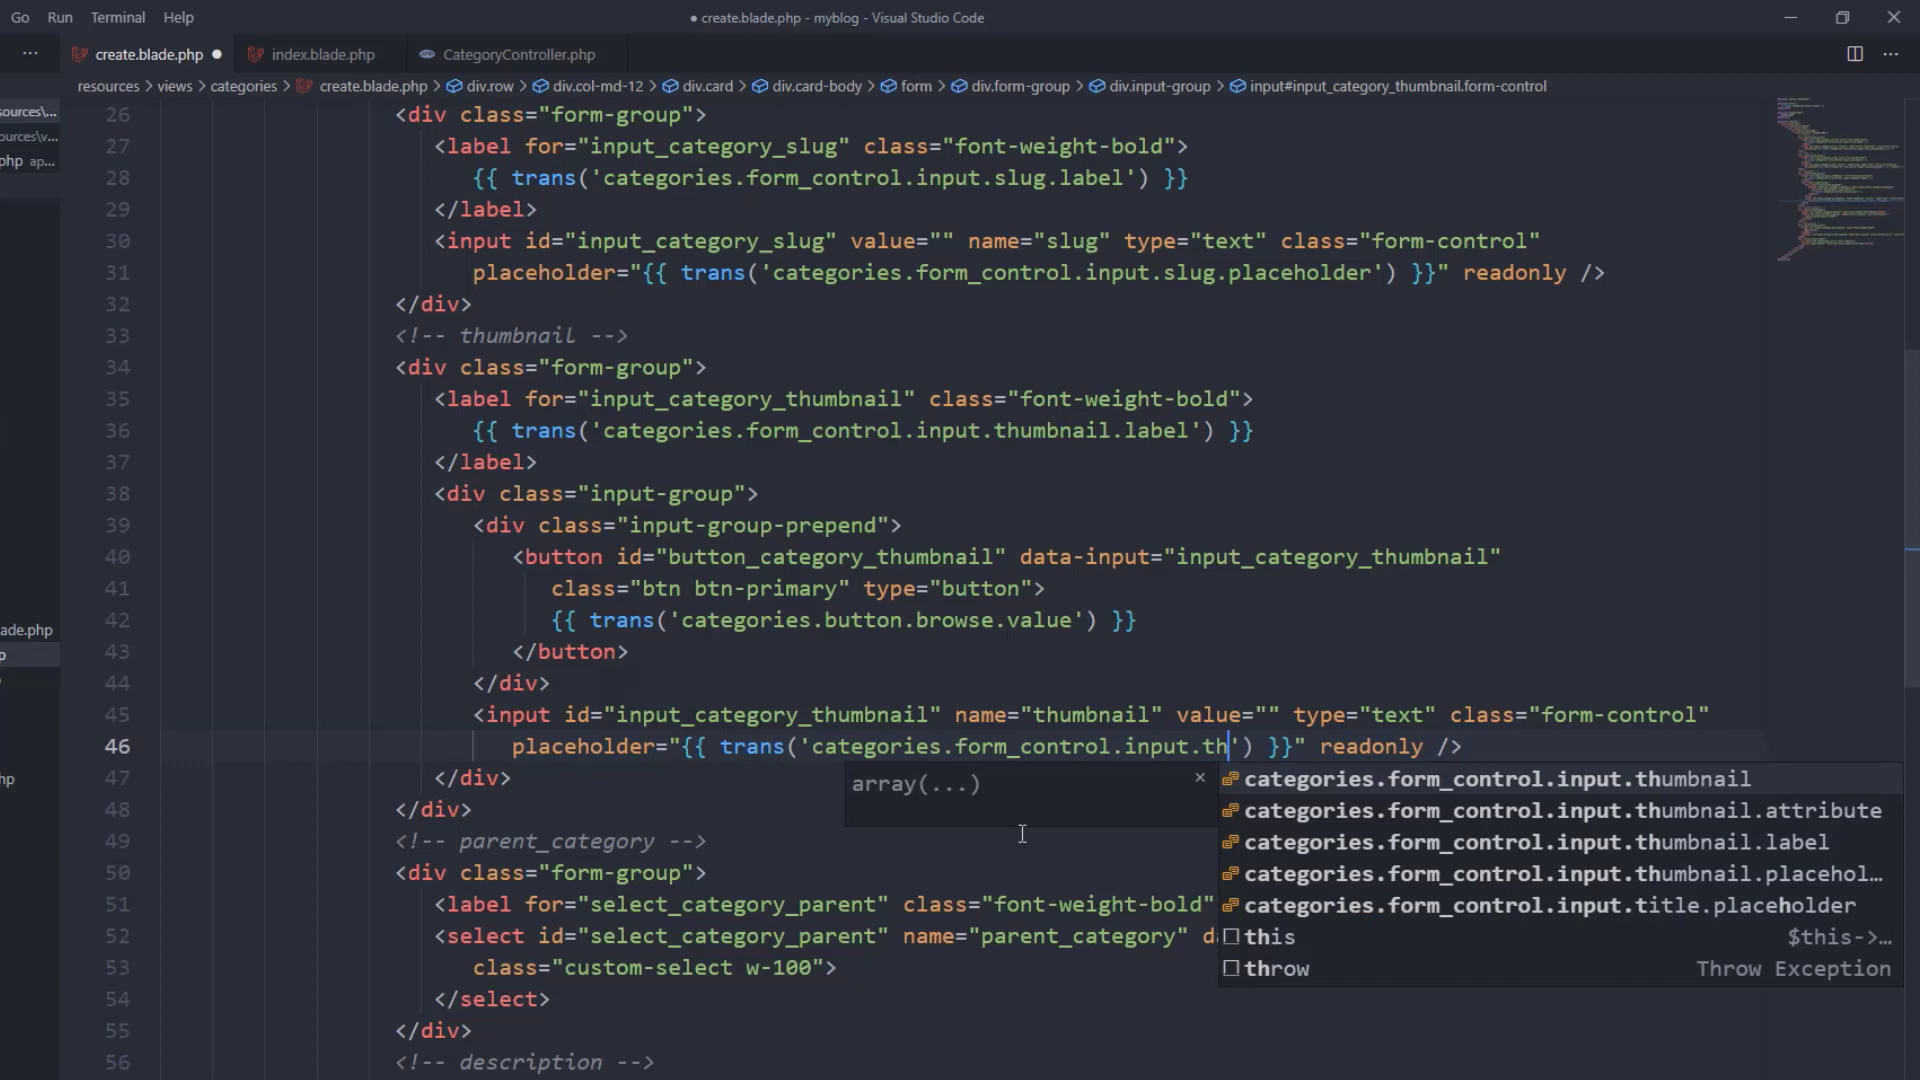 Go Run Terminal Help ● create.blade.php - myblog - Visual Studio Code
··· create.blade.php ● index.blade.php CategoryController.php ···
resources > views > categories > create.blade.php > div.row > div.col-md-12 > div.card > div.card-body > form > div.form-group > div.input-group > input#input_category_thumbnail.form-control
sources\...
ources\v...
php ap...
ade.php
p
hp
26 <div class="form-group">
27 <label for="input_category_slug" class="font-weight-bold">
28 {{ trans('categories.form_control.input.slug.label') }}
29 </label>
30 <input id="input_category_slug" value="" name="slug" type="text" class="form-control"
31 placeholder="{{ trans('categories.form_control.input.slug.placeholder') }}" readonly />
32 </div>
33 <!-- thumbnail -->
34 <div class="form-group">
35 <label for="input_category_thumbnail" class="font-weight-bold">
36 {{ trans('categories.form_control.input.thumbnail.label') }}
37 </label>
38 <div class="input-group">
39 <div class="input-group-prepend">
40 <button id="button_category_thumbnail" data-input="input_category_thumbnail"
41 class="btn btn-primary" type="button">
42 {{ trans('categories.button.browse.value') }}
43 </button>
44 </div>
45 <input id="input_category_thumbnail" name="thumbnail" value="" type="text" class="form-control"
46 placeholder="{{ trans('categories.form_control.input.th') }}" readonly />
47 </div>
48 </div>
49 <!-- parent_category -->
50 <div class="form-group">
51 <label for="select_category_parent" class="font-weight-bold"
52 <select id="select_category_parent" name="parent_category" d
53 class="custom-select w-100">
54 </select>
55 </div>
56 <!-- description -->
array(...) ×
categories.form_control.input.thumbnail
categories.form_control.input.thumbnail.attribute
categories.form_control.input.thumbnail.label
categories.form_control.input.thumbnail.placehol...
categories.form_control.input.title.placeholder
this $this->...
throw Throw Exception